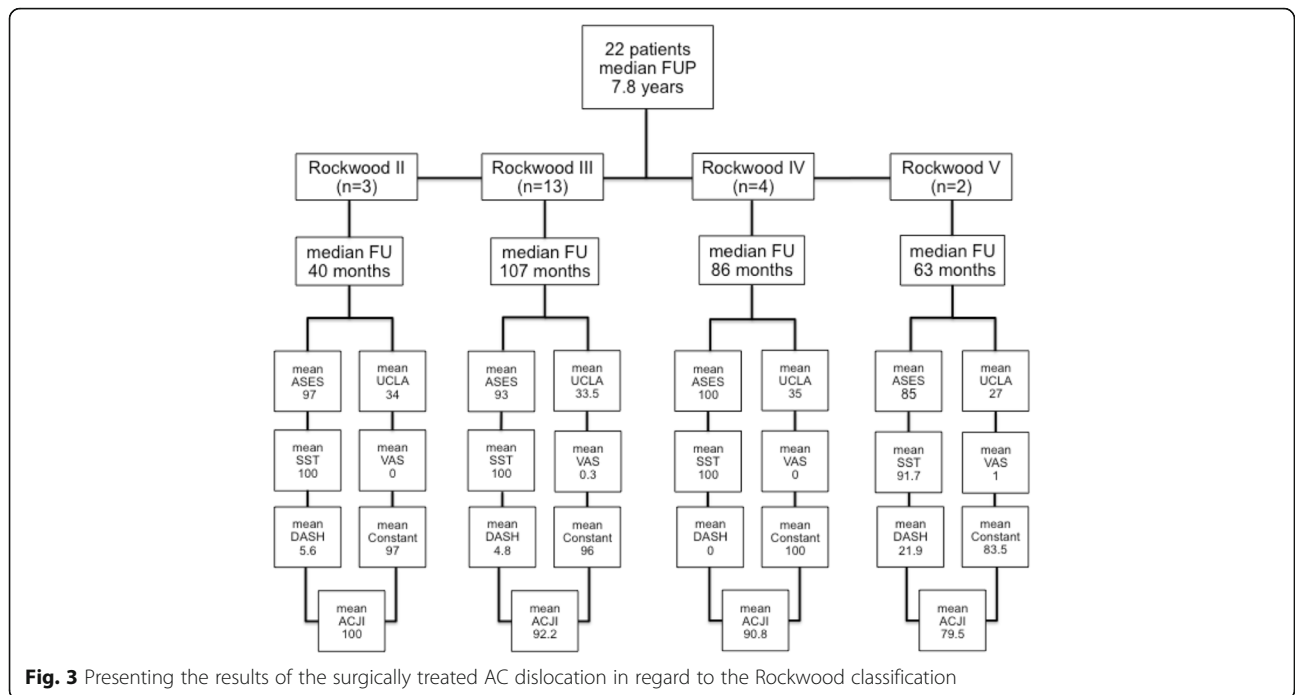 22 patients
median FUP
7.8 years
Rockwood II
(n=3)
Rockwood III
(n=13)
Rockwood IV
(n=4)
Rockwood V
(n=2)
median FU
40 months
median FU
107 months
median FU
86 months
median FU
63 months
mean
ASES
97
mean
UCLA
34
mean
ASES
93
mean
UCLA
33.5
mean
ASES
100
mean
UCLA
35
mean
ASES
85
mean
UCLA
27
mean
SST
100
mean
VAS
0
mean
SST
100
mean
VAS
0.3
mean
SST
100
mean
VAS
0
mean
SST
91.7
mean
VAS
1
mean
DASH
5.6
mean
Constant
97
mean
DASH
4.8
mean
Constant
96
mean
DASH
0
mean
Constant
100
mean
DASH
21.9
mean
Constant
83.5
mean
ACJI
100
mean
ACJI
92.2
mean
ACJI
90.8
mean
ACJI
79.5
Fig. 3 Presenting the results of the surgically treated AC dislocation in regard to the Rockwood classification